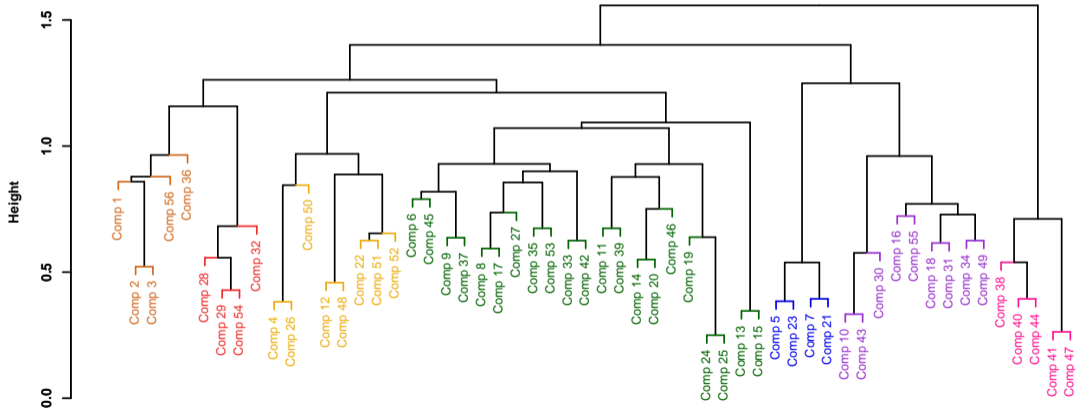 Height
1.5
1.0
0.5
0.0
Comp 1
Comp 2
Comp 3
Comp 56
Comp 36
Comp 28
Comp 29
Comp 54
Comp 32
Comp 4
Comp 26
Comp 50
Comp 12
Comp 48
Comp 22
Comp 51
Comp 52
Comp 6
Comp 45
Comp 9
Comp 37
Comp 8
Comp 17
Comp 27
Comp 35
Comp 53
Comp 33
Comp 42
Comp 11
Comp 39
Comp 14
Comp 20
Comp 46
Comp 19
Comp 24
Comp 25
Comp 13
Comp 15
Comp 5
Comp 23
Comp 7
Comp 21
Comp 10
Comp 43
Comp 30
Comp 16
Comp 55
Comp 18
Comp 31
Comp 34
Comp 49
Comp 38
Comp 40
Comp 44
Comp 41
Comp 47